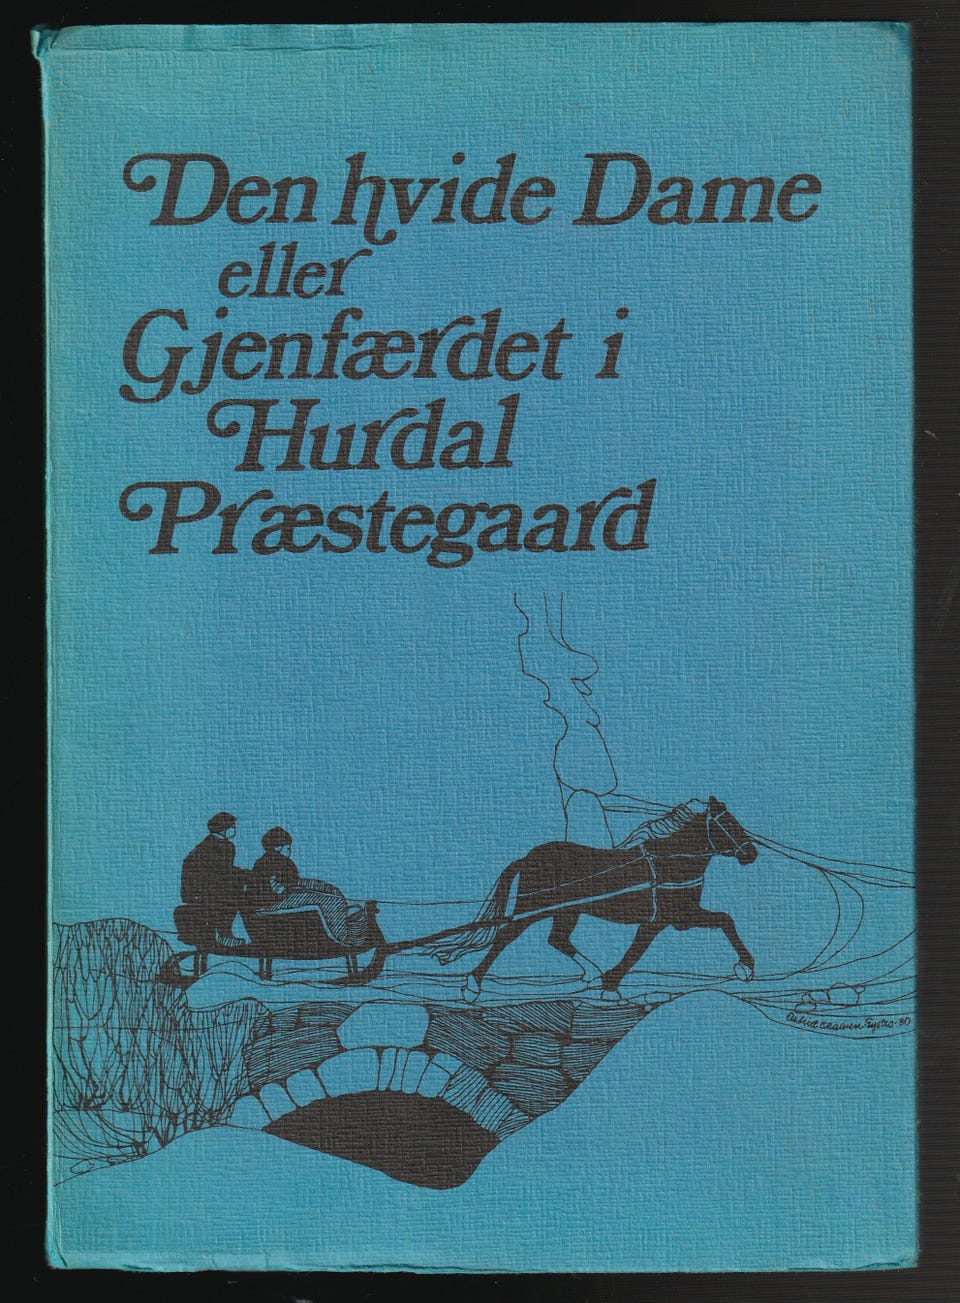 Den hvide Dame
eller
Gjenfærdet i
Hurdal
Præstegaard